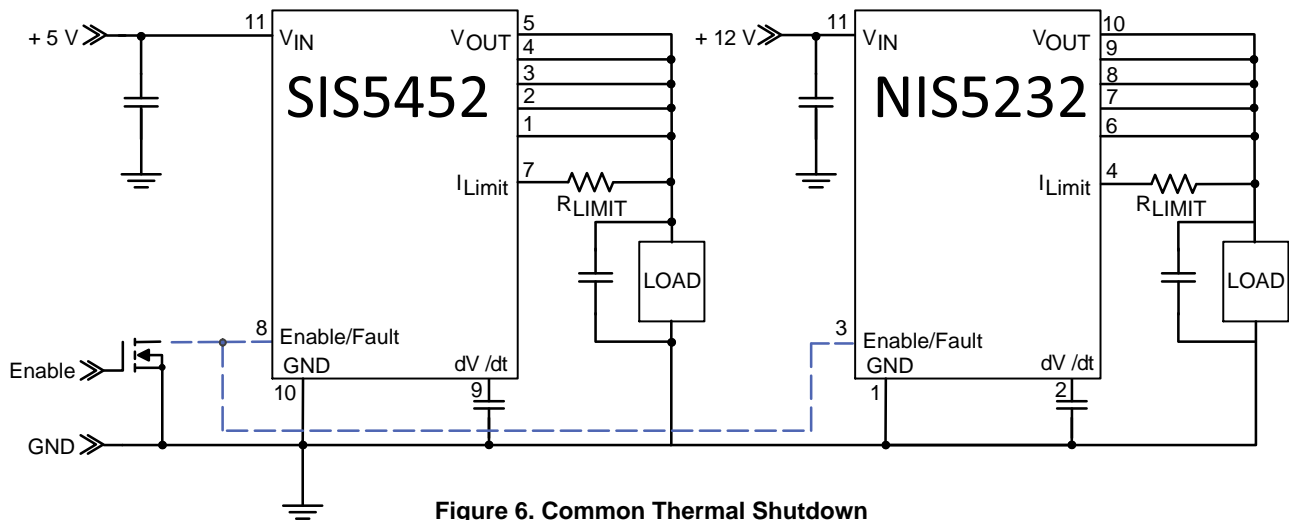 + 5 V
11
VIN
SIS5452
VOUT
5
4
3
2
1
ILimit
7
RLIMIT
LOAD
8
Enable/Fault
GND
10
dV /dt
9
Enable
GND
+ 12 V
11
VIN
NIS5232
VOUT
10
9
8
7
6
ILimit
4
RLIMIT
LOAD
3
Enable/Fault
GND
1
dV /dt
2
Figure 6. Common Thermal Shutdown